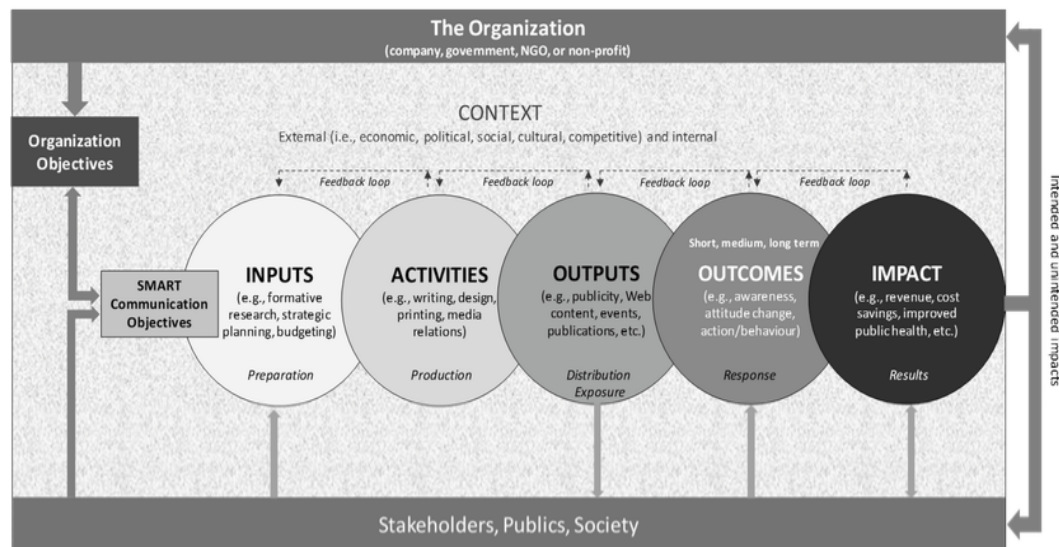 The Organization
(company, government, NGO, or non-profit)
CONTEXT
External (i.e., economic, political, social, cultural, competitive) and internal
Organization
Objectives
Feedback loop
Feedback loop
Feedback loop
Feedback loop
SMART
Communication
Objectives
INPUTS
(e.g., formative
research, strategic
planning, budgeting)
Preparation
ACTIVITIES
(e.g., writing, design,
printing, media
relations)
Production
OUTPUTS
(e.g., publicity, Web
content, events,
publications, etc.)
Distribution
Exposure
Short, medium, long term
OUTCOMES
(e.g., awareness,
attitude change,
action/behaviour)
Response
IMPACT
(e.g., revenue, cost
savings, improved
public health, etc.)
Results
Intended and unintended impacts
Stakeholders, Publics, Society